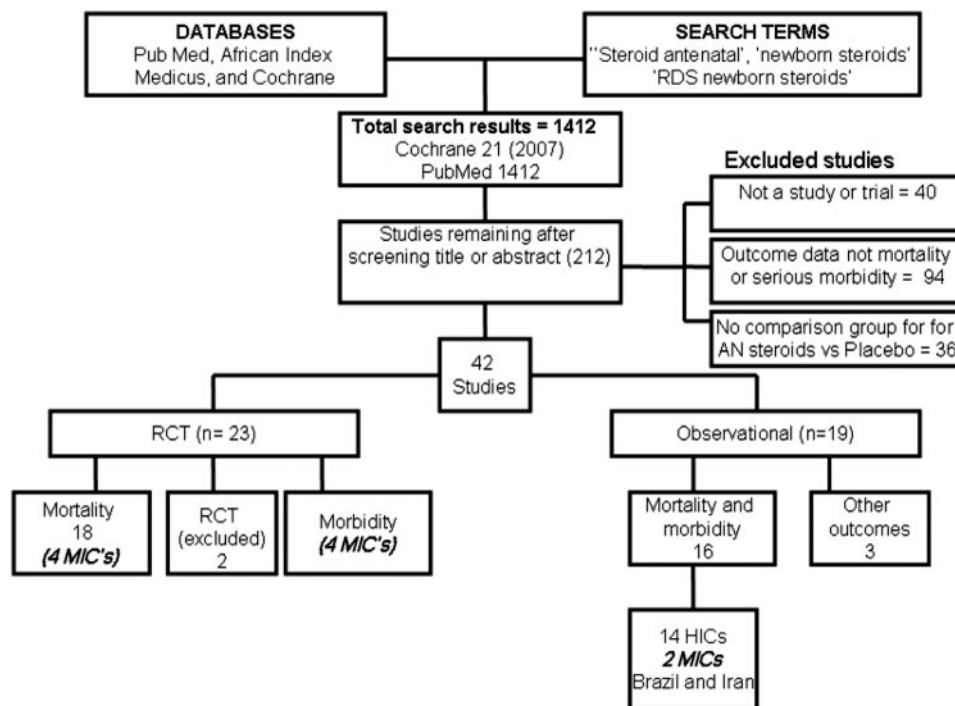 DATABASES
Pub Med, African Index
Medicus, and Cochrane
SEARCH TERMS
"Steroid antenatal', 'newborn steroids'
'RDS newborn steroids'
Total search results = 1412
Cochrane 21 (2007)
PubMed 1412
Excluded studies
Not a study or trial = 40
Studies remaining after
screening title or abstract (212)
Outcome data not mortality
or serious morbidity = 94
No comparison group for for
AN steroids vs Placebo = 36
42
Studies
RCT (n= 23)
Observational (n=19)
Mortality
18
(4 MIC's)
RCT
(excluded)
2
Morbidity
(4 MIC's)
Mortality and
morbidity
16
Other
outcomes
3
14 HICs
2 MICs
Brazil and Iran